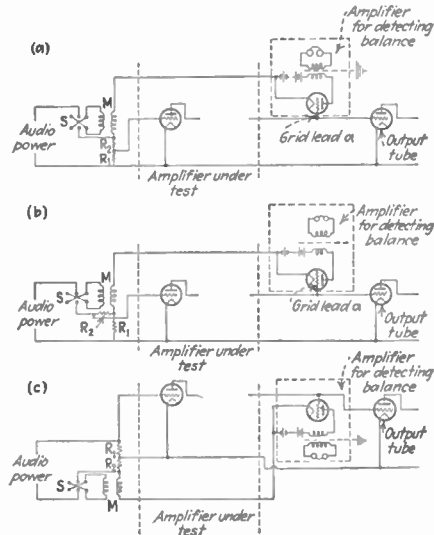 (a)
Amplifier
for detecting
balance
M
S
Audio
power
R₂
R₁
Grid lead a
Output
tube
Amplifier under
test
(b)
Amplifier
for detecting
balance
M
S
Audio
power
R₂
R₁
Grid lead a
Output
tube
Amplifier under
test
Amplifier
for detecting
balance
(c)
Output
tube
Audio
power
S
M
Amplifier under
test